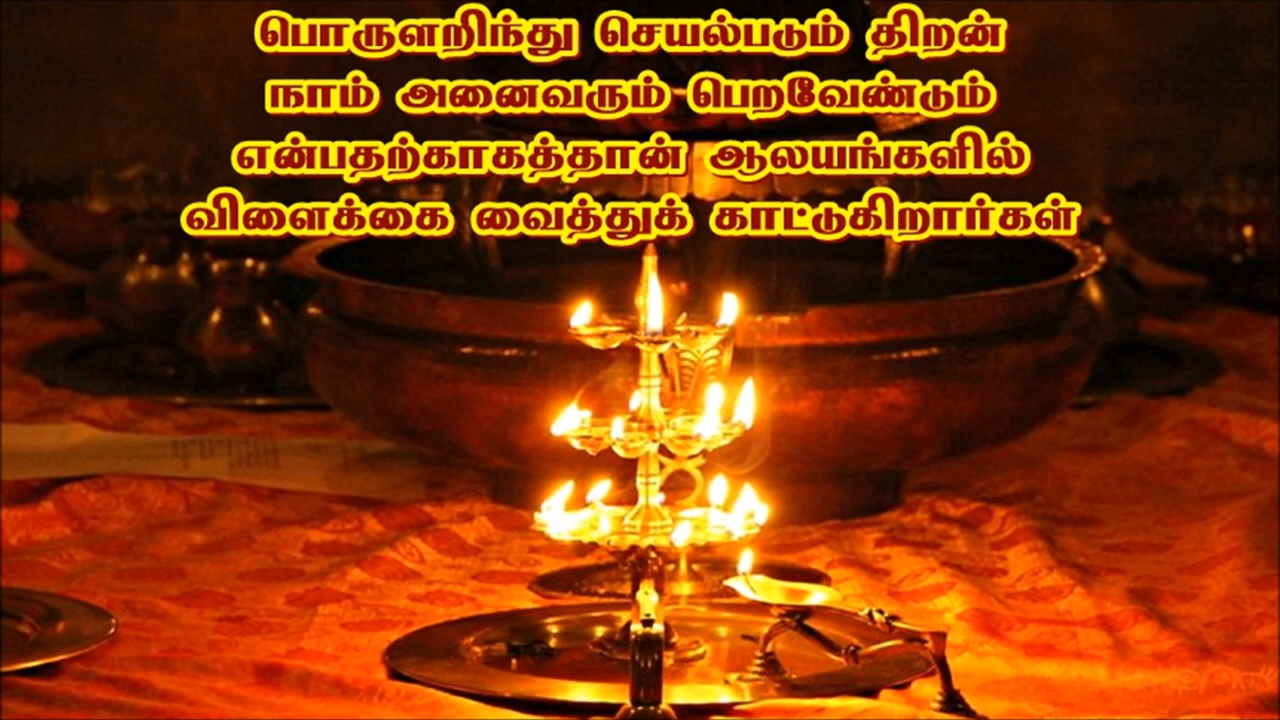 பொருளறிந்து செயல்படும் திறன்
நாம் அனைவரும் பெறவேண்டும்
என்பதற்காகத்தான் ஆலயங்களில்
விளைக்கை வைத்துக் காட்டுகிறார்கள்